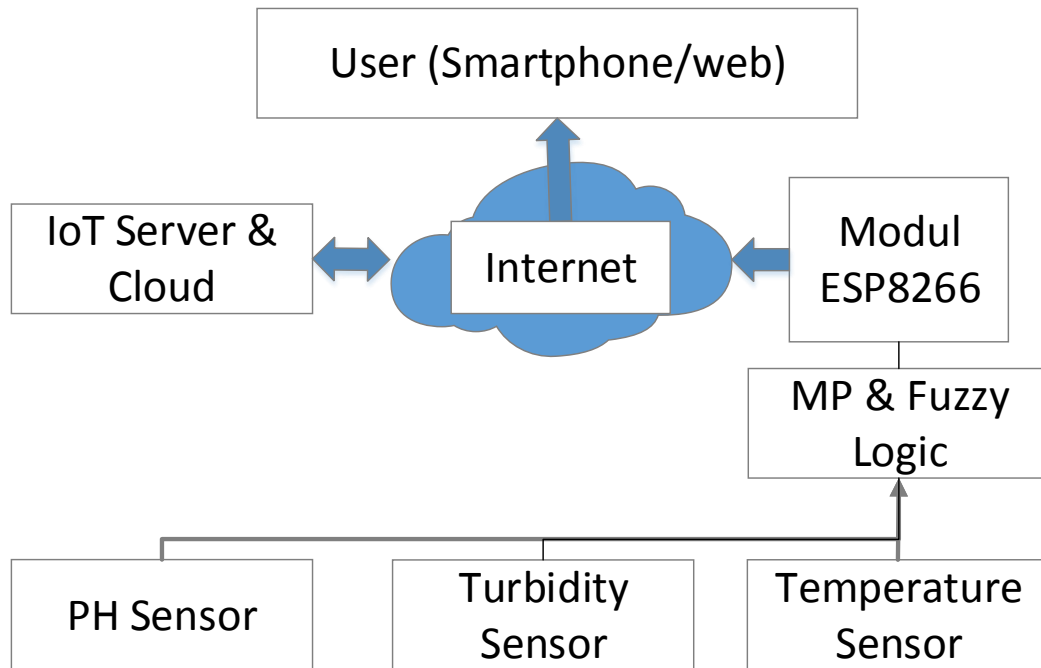 User (Smartphone/web)
IoT Server &
Cloud
Internet
Modul
ESP8266
MP & Fuzzy
Logic
PH Sensor
Turbidity
Sensor
Temperature
Sensor